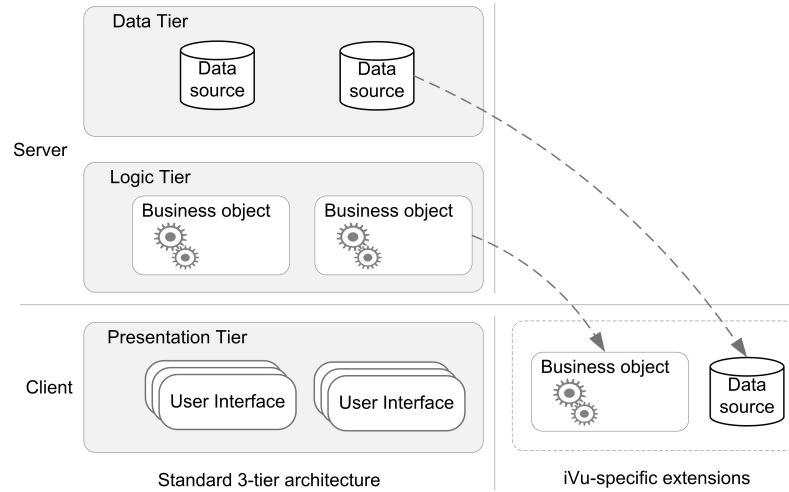 Data Tier
Data
source
Data
source
Server
Logic Tier
Business object
Business object
Presentation Tier
Client
User Interface
User Interface
Business object
Data
source
Standard 3-tier architecture
iVu-specific extensions